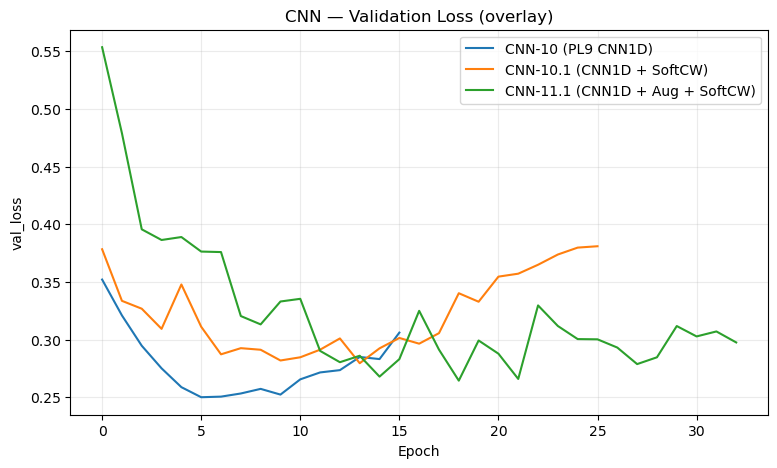 CNN — Validation Loss (overlay)
CNN-10 (PL9 CNN1D)
CNN-10.1 (CNN1D + SoftCW)
CNN-11.1 (CNN1D + Aug + SoftCW)
val_loss
0.55
0.50
0.45
0.40
0.35
0.30
0.25
0 5 10 15 20 25 30
Epoch